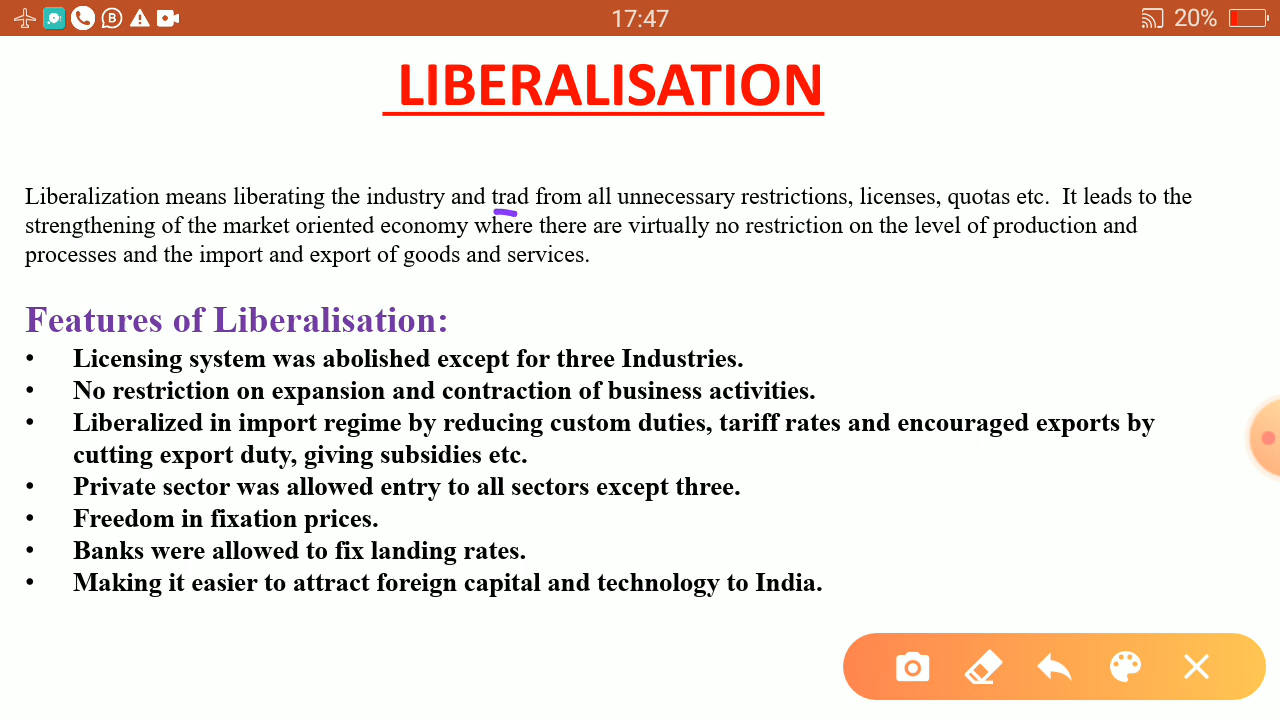 17:47
20%
LIBERALISATION
Liberalization means liberating the industry and trad from all unnecessary restrictions, licenses, quotas etc.  It leads to the
strengthening of the market oriented economy where there are virtually no restriction on the level of production and
processes and the import and export of goods and services.
Features of Liberalisation:
• Licensing system was abolished except for three Industries.
• No restriction on expansion and contraction of business activities.
• Liberalized in import regime by reducing custom duties, tariff rates and encouraged exports by
cutting export duty, giving subsidies etc.
• Private sector was allowed entry to all sectors except three.
• Freedom in fixation prices.
• Banks were allowed to fix landing rates.
• Making it easier to attract foreign capital and technology to India.